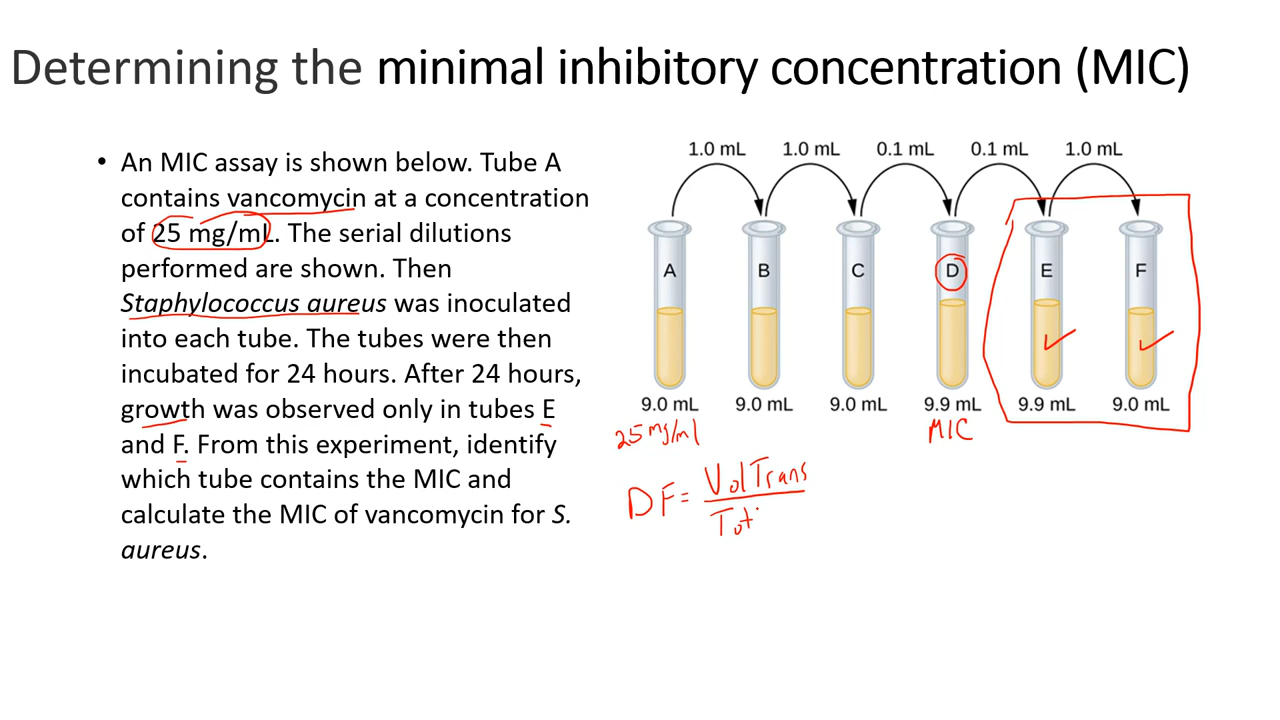 Determining the minimal inhibitory concentration (MIC)
• An MIC assay is shown below. Tube A
contains vancomycin at a concentration
of 25 mg/mL. The serial dilutions
performed are shown. Then
Staphylococcus aureus was inoculated
into each tube. The tubes were then
incubated for 24 hours. After 24 hours,
growth was observed only in tubes E
and F. From this experiment, identify
which tube contains the MIC and
calculate the MIC of vancomycin for S.
aureus.
1.0 mL 1.0 mL 0.1 mL 0.1 mL 1.0 mL
A B C D E F
9.0 mL 9.0 mL 9.0 mL 9.9 mL 9.9 mL 9.0 mL
25 mg/ml MIC
DF = Vol Trans
Tot